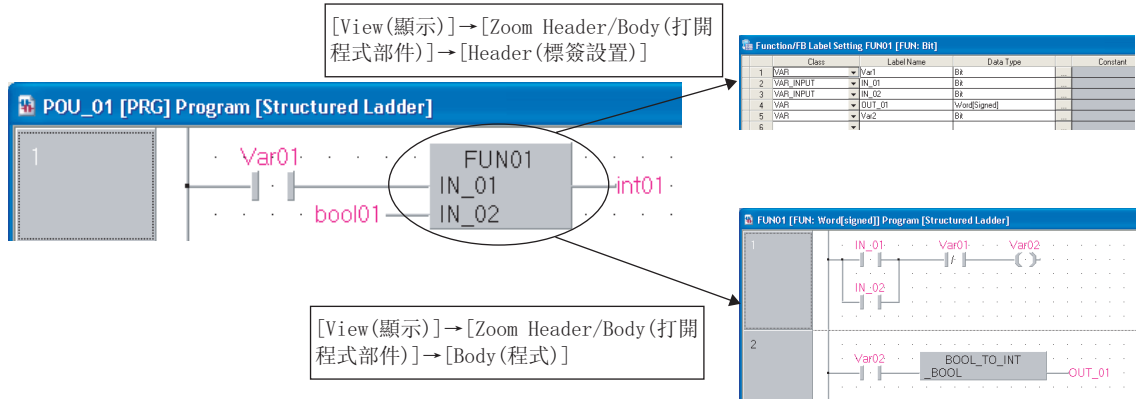 [View(顯示)]→[Zoom Header/Body(打開
程式部件)]→[Header(標簽設置)]
Function/FB Label Setting FUN01 [FUN: Bit]
Class Label Name Data Type Constant
1 VAR Var1 Bit ...
2 VAR_INPUT IN_01 Bit ...
3 VAR_INPUT IN_02 Bit ...
4 VAR OUT_01 Word[Signed] ...
5 VAR Var2 Bit ...
6
POU_01 [PRG] Program [Structured Ladder]
1
Var01
FUN01
IN_01
int01
bool01
IN_02
FUN01 [FUN: Word[signed]] Program [Structured Ladder]
1
IN_01 Var01 Var02
IN_02
2
Var02 BOOL_TO_INT
_BOOL OUT_01
[View(顯示)]→[Zoom Header/Body(打開
程式部件)]→[Body(程式)]